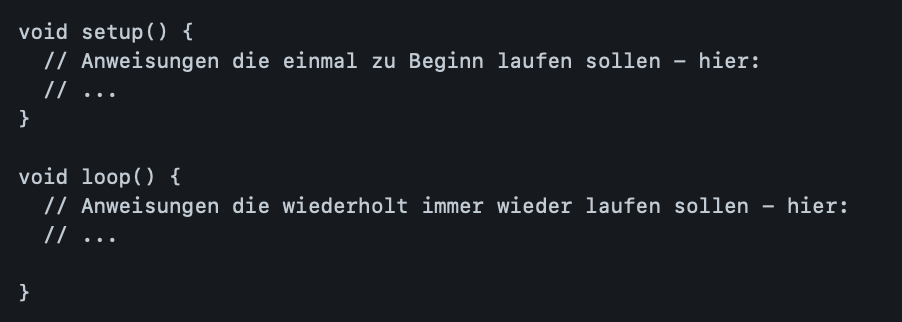 void setup() {
  // Anweisungen die einmal zu Beginn laufen sollen – hier:
  // ...
}

void loop() {
  // Anweisungen die wiederholt immer wieder laufen sollen – hier:
  // ...

}